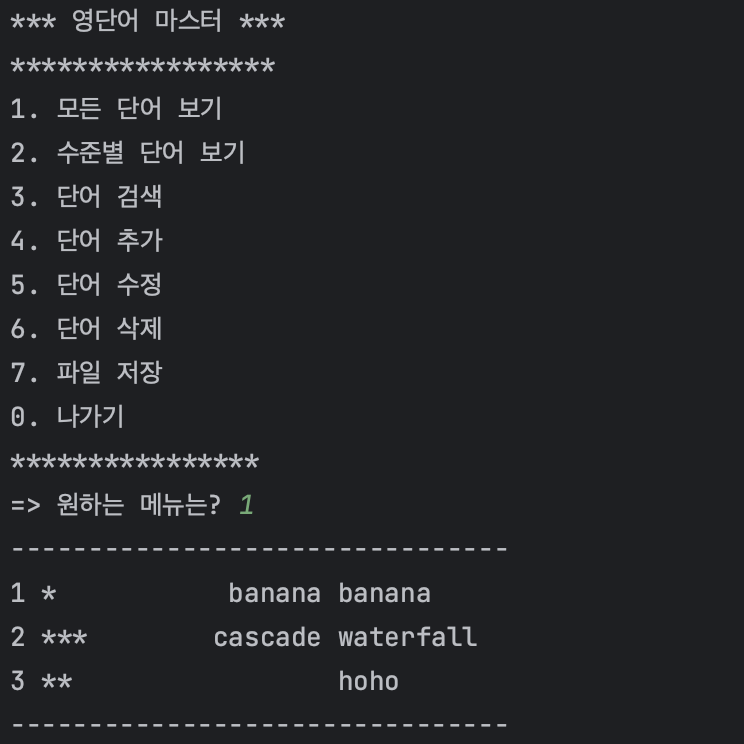 *** 영단어 마스터 ***
*****************
1. 모든 단어 보기
2. 수준별 단어 보기
3. 단어 검색
4. 단어 추가
5. 단어 수정
6. 단어 삭제
7. 파일 저장
0. 나가기
****************
=> 원하는 메뉴는? 1
--------------------------------
1 *           banana banana
2 ***        cascade waterfall
3 **                 hoho
--------------------------------